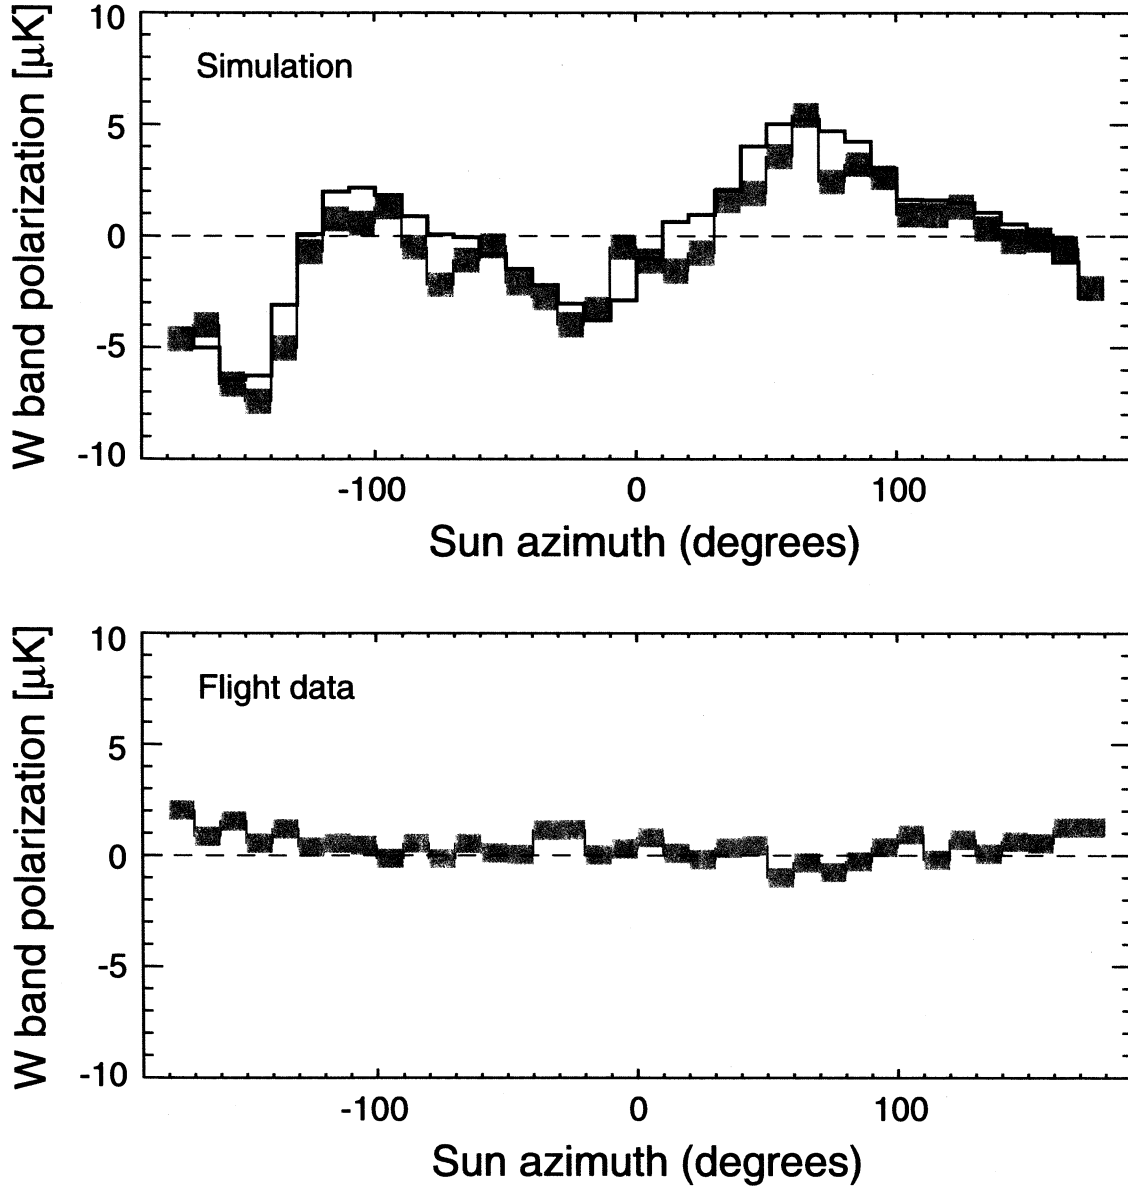 W band polarization [μK]
10
5
0
-5
-10
Simulation
-100 0 100
Sun azimuth (degrees)
W band polarization [μK]
10
5
0
-5
-10
Flight data
-100 0 100
Sun azimuth (degrees)